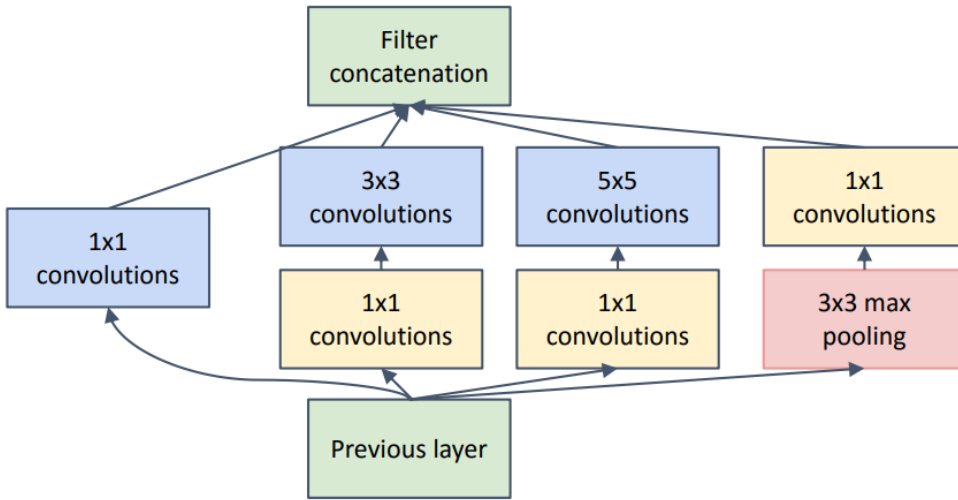 Filter
concatenation
3x3
convolutions
5x5
convolutions
1x1
convolutions
1x1
convolutions
1x1
convolutions
1x1
convolutions
3x3 max
pooling
Previous layer